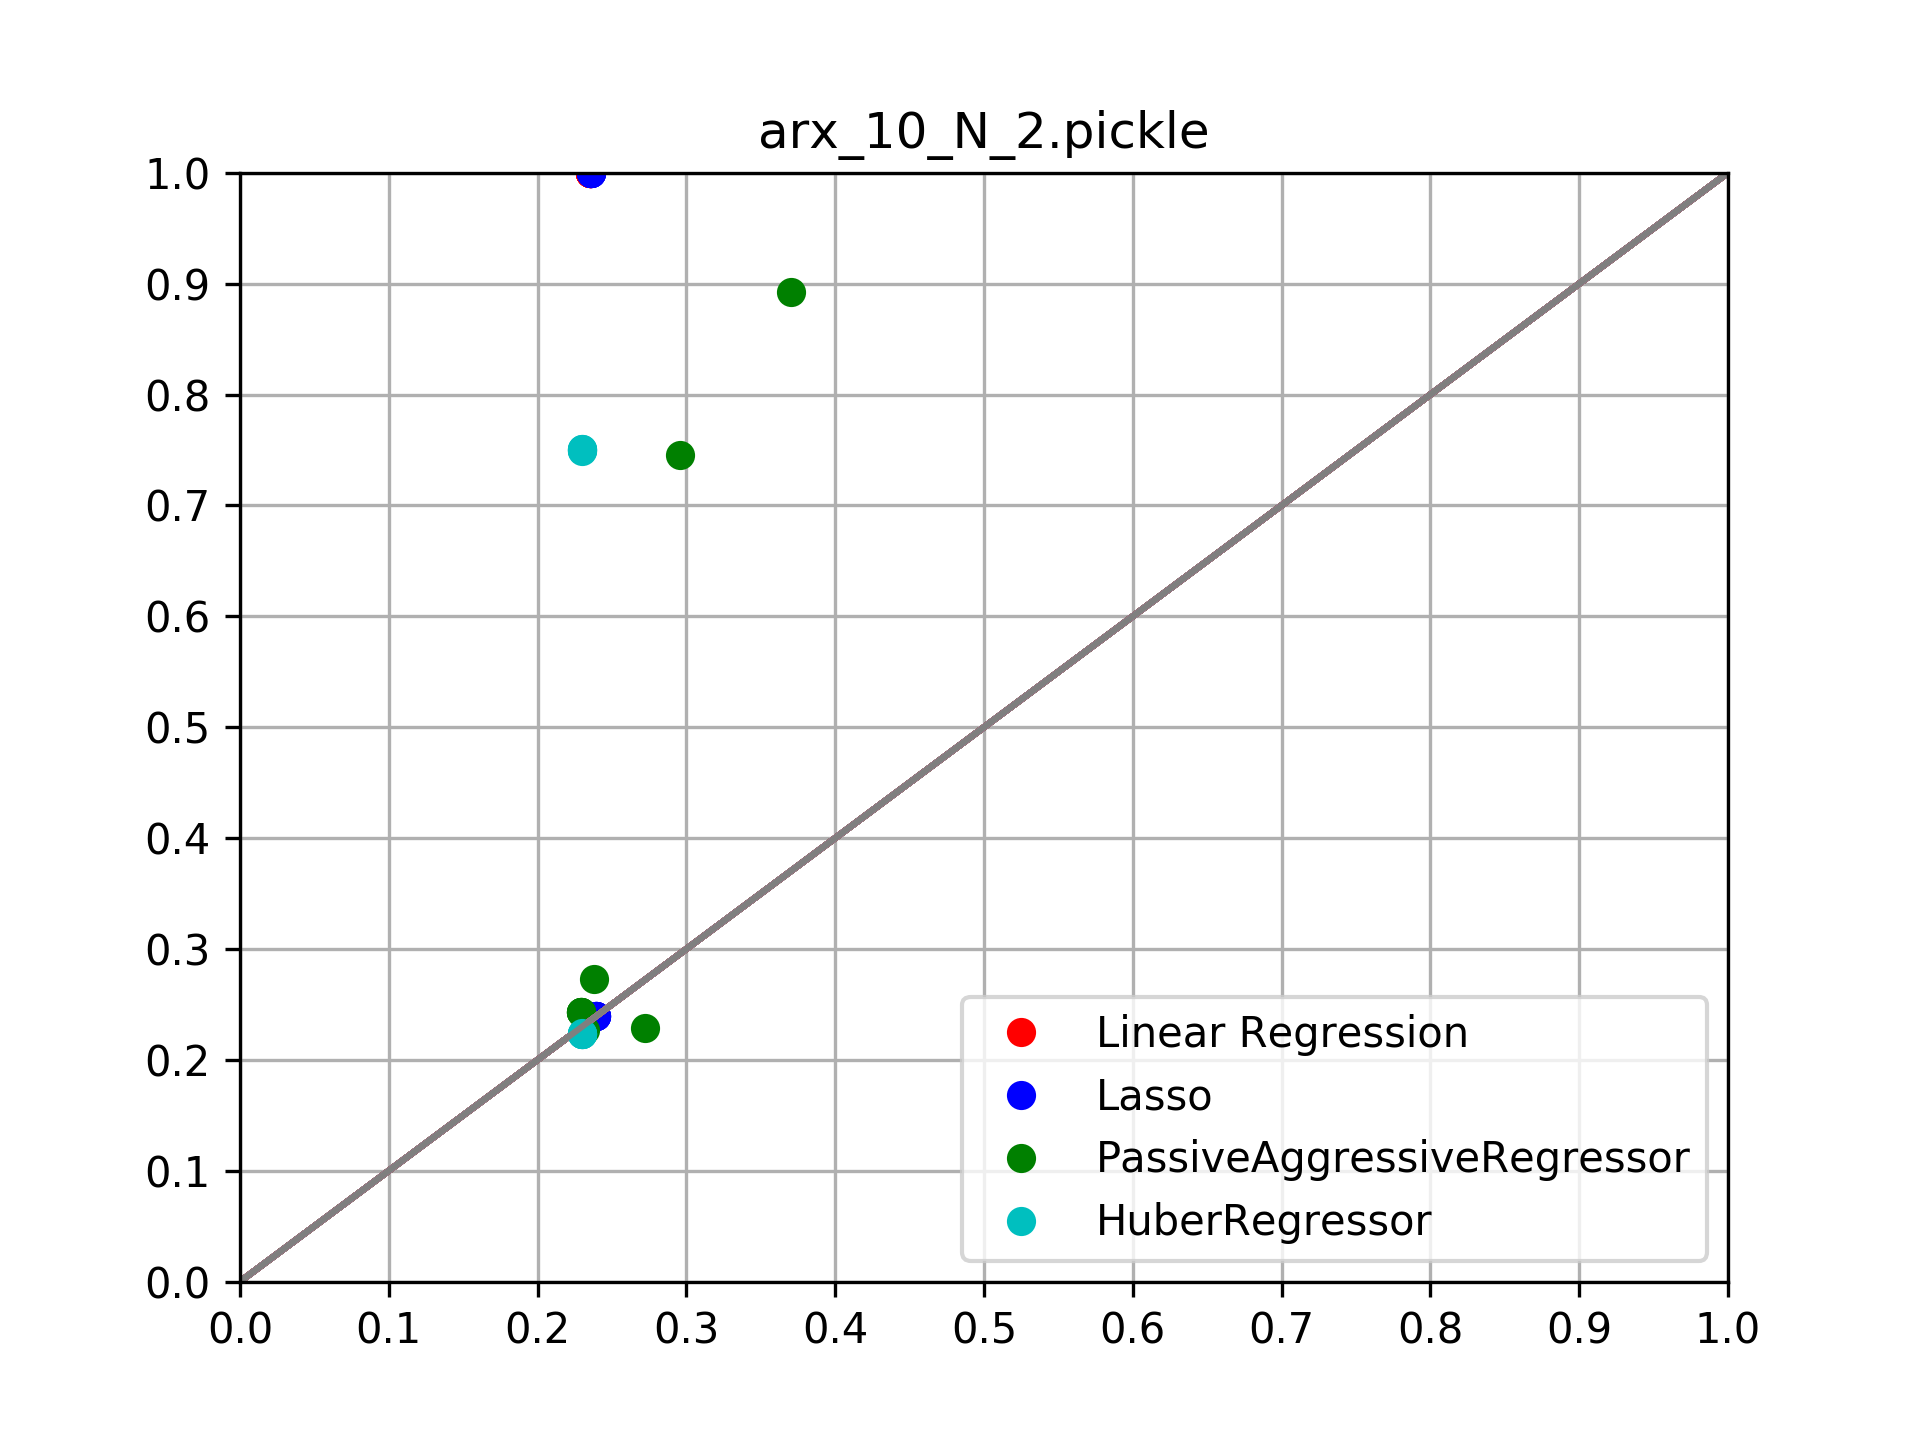 arx_10_N_2.pickle
1.0
0.9
0.8
0.7
0.6
0.5
0.4
0.3
0.2
0.1
0.0
Linear Regression
Lasso
PassiveAggressiveRegressor
HuberRegressor
0.0 0.1 0.2 0.3 0.4 0.5 0.6 0.7 0.8 0.9 1.0